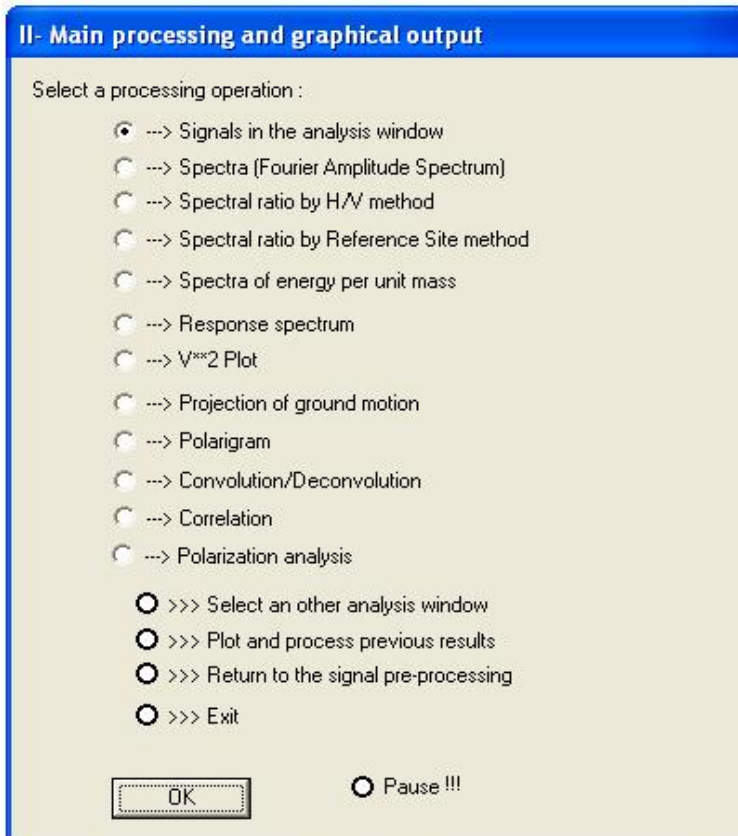 II- Main processing and graphical output
Select a processing operation :
---> Signals in the analysis window
---> Spectra (Fourier Amplitude Spectrum)
---> Spectral ratio by H/V method
---> Spectral ratio by Reference Site method
---> Spectra of energy per unit mass
---> Response spectrum
---> V**2 Plot
---> Projection of ground motion
---> Polarigram
---> Convolution/Deconvolution
---> Correlation
---> Polarization analysis
>>> Select an other analysis window
>>> Plot and process previous results
>>> Return to the signal pre-processing
>>> Exit
OK Pause !!!